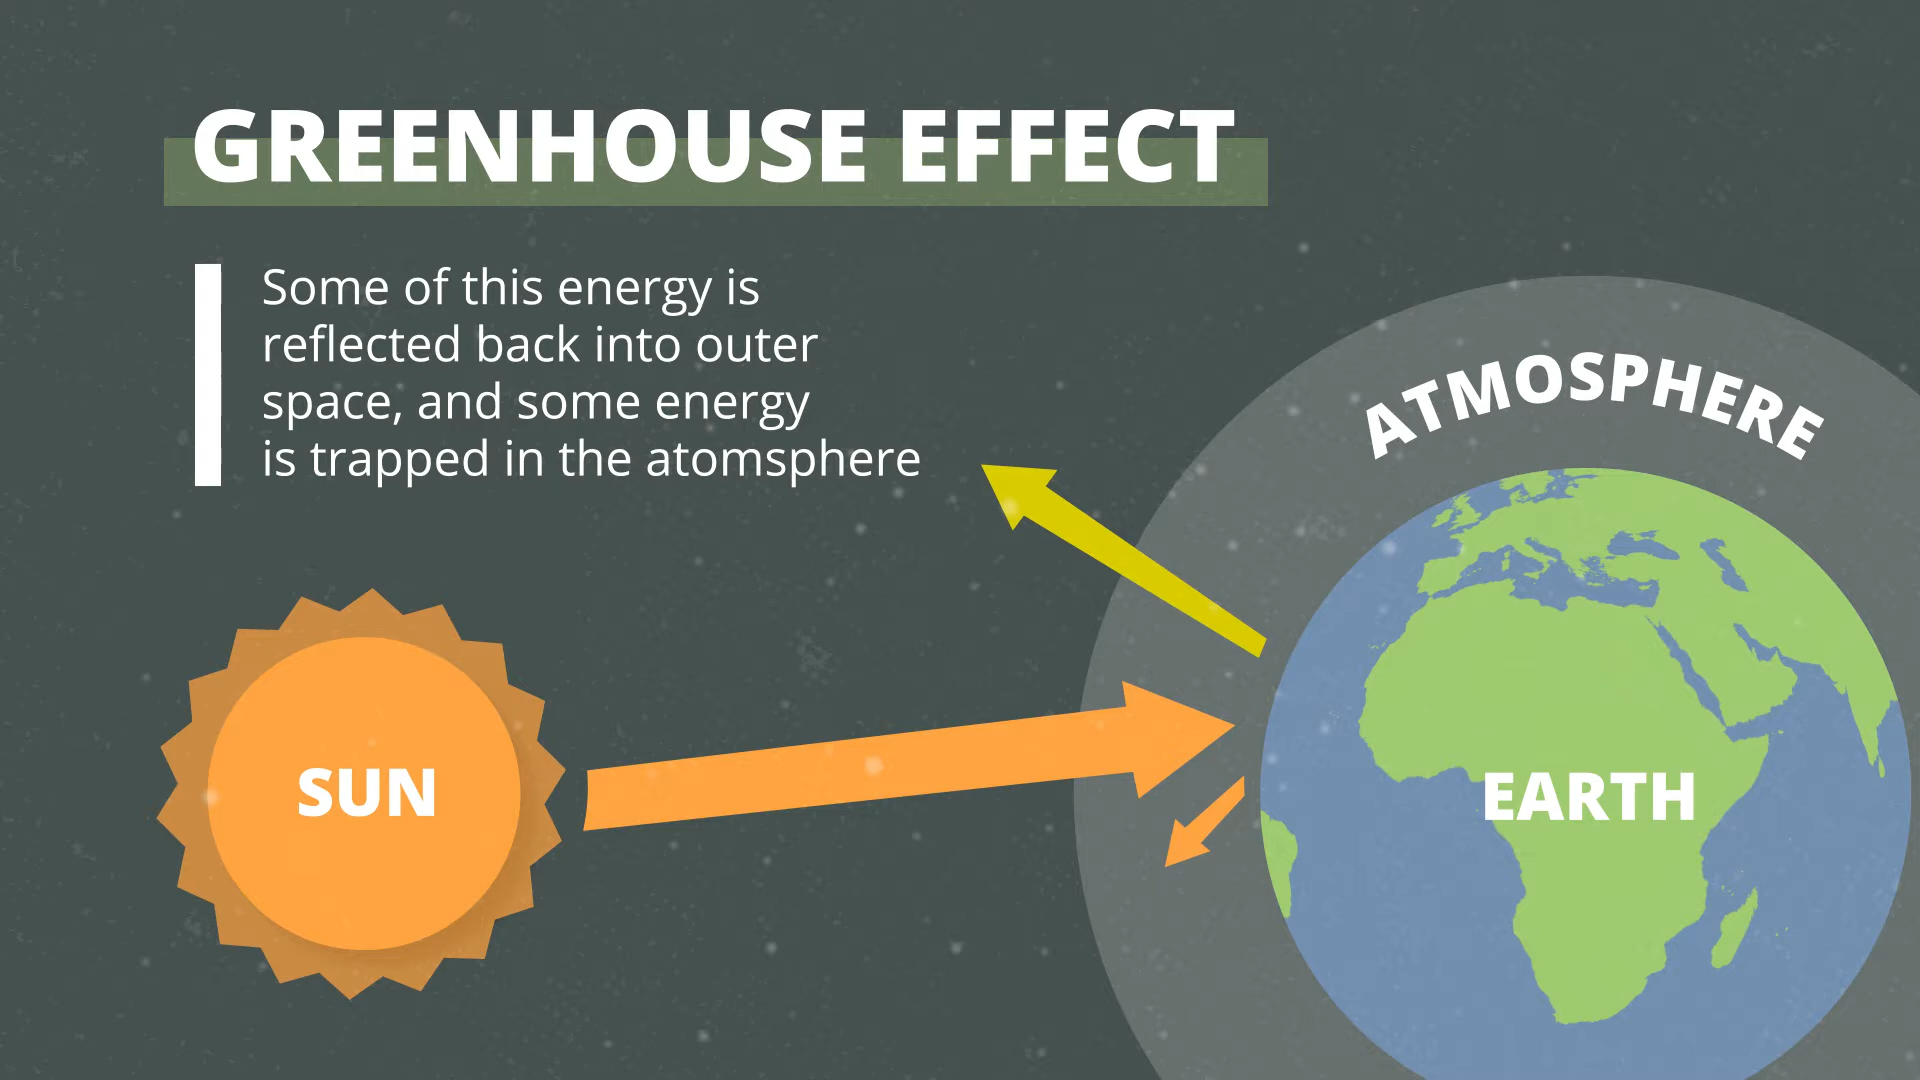 GREENHOUSE EFFECT
Some of this energy is
reflected back into outer
space, and some energy
is trapped in the atomsphere
ATMOSPHERE
SUN
EARTH